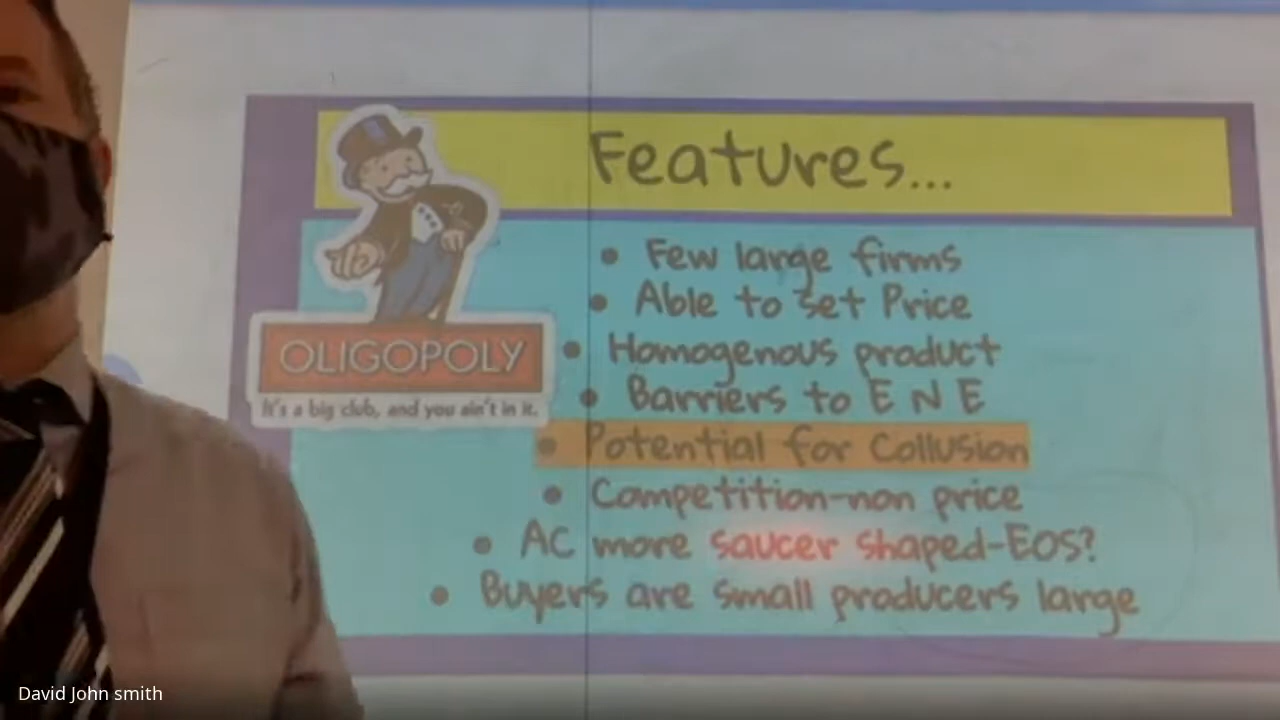 Features...
OLIGOPOLY
It's a big club, and you ain't in it.
• Few large firms
• Able to set Price
• Homogenous product
• Barriers to E N E
• Potential for Collusion
• Competition-non price
• AC more saucer shaped-EOS?
• Buyers are small producers large
David John smith